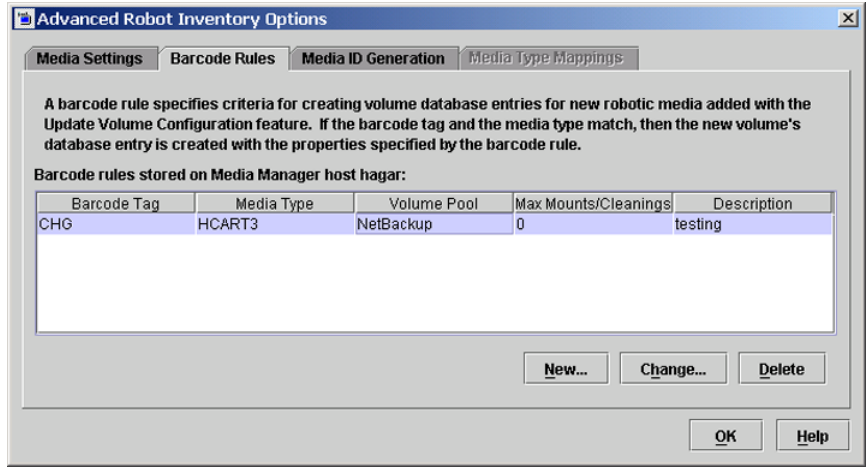 Advanced Robot Inventory Options
Media Settings Barcode Rules Media ID Generation Media Type Mappings
A barcode rule specifies criteria for creating volume database entries for new robotic media added with the
Update Volume Configuration feature. If the barcode tag and the media type match, then the new volume's
database entry is created with the properties specified by the barcode rule.
Barcode rules stored on Media Manager host hagar:
Barcode Tag Media Type Volume Pool Max Mounts/Cleanings Description
CHG HCART3 NetBackup 0 testing
New... Change... Delete
OK Help